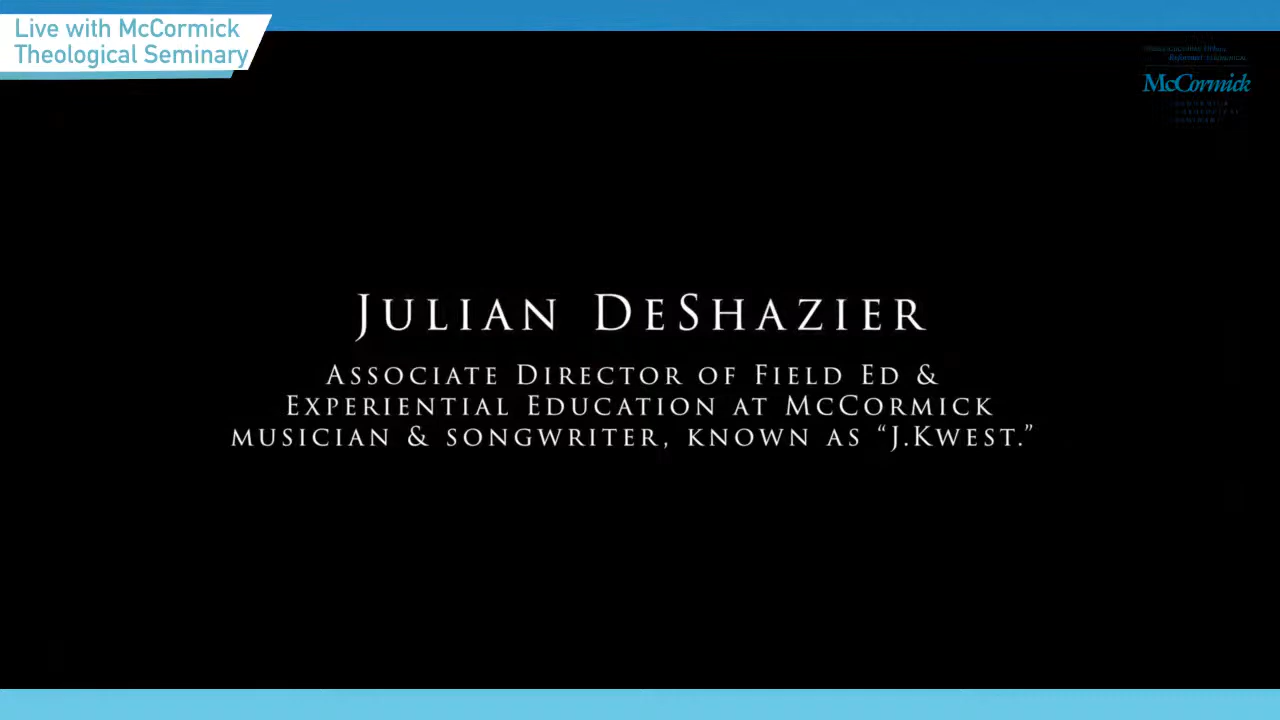 Live with McCormick
Theological Seminary
McCormick
JULIAN DESHAZIER
ASSOCIATE DIRECTOR OF FIELD ED &
EXPERIENTIAL EDUCATION AT MCCORMICK
MUSICIAN & SONGWRITER, KNOWN AS “J.KWEST.”